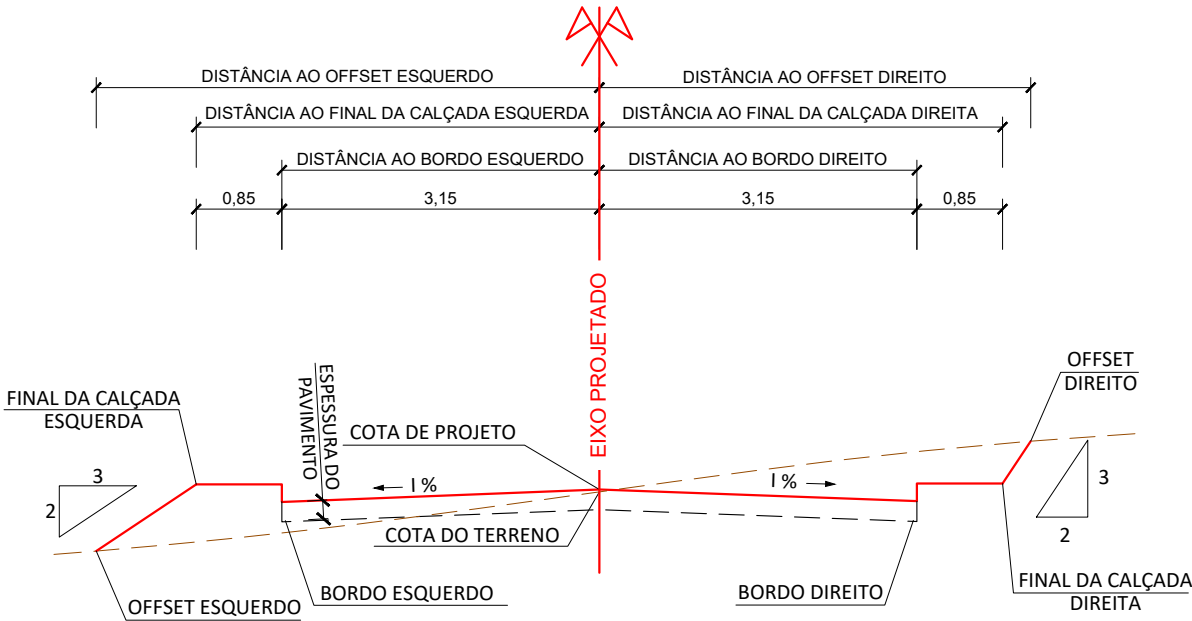 DISTÂNCIA AO OFFSET ESQUERDO
DISTÂNCIA AO OFFSET DIREITO
DISTÂNCIA AO FINAL DA CALÇADA ESQUERDA
DISTÂNCIA AO FINAL DA CALÇADA DIREITA
DISTÂNCIA AO BORDO ESQUERDO
DISTÂNCIA AO BORDO DIREITO
0,85
3,15
3,15
0,85
EIXO PROJETADO
FINAL DA CALÇADA
ESQUERDA
ESPESSURA DO
PAVIMENTO
COTA DE PROJETO
OFFSET
DIREITO
3
2
I %
I %
3
2
COTA DO TERRENO
BORDO ESQUERDO
BORDO DIREITO
OFFSET ESQUERDO
FINAL DA CALÇADA
DIREITA